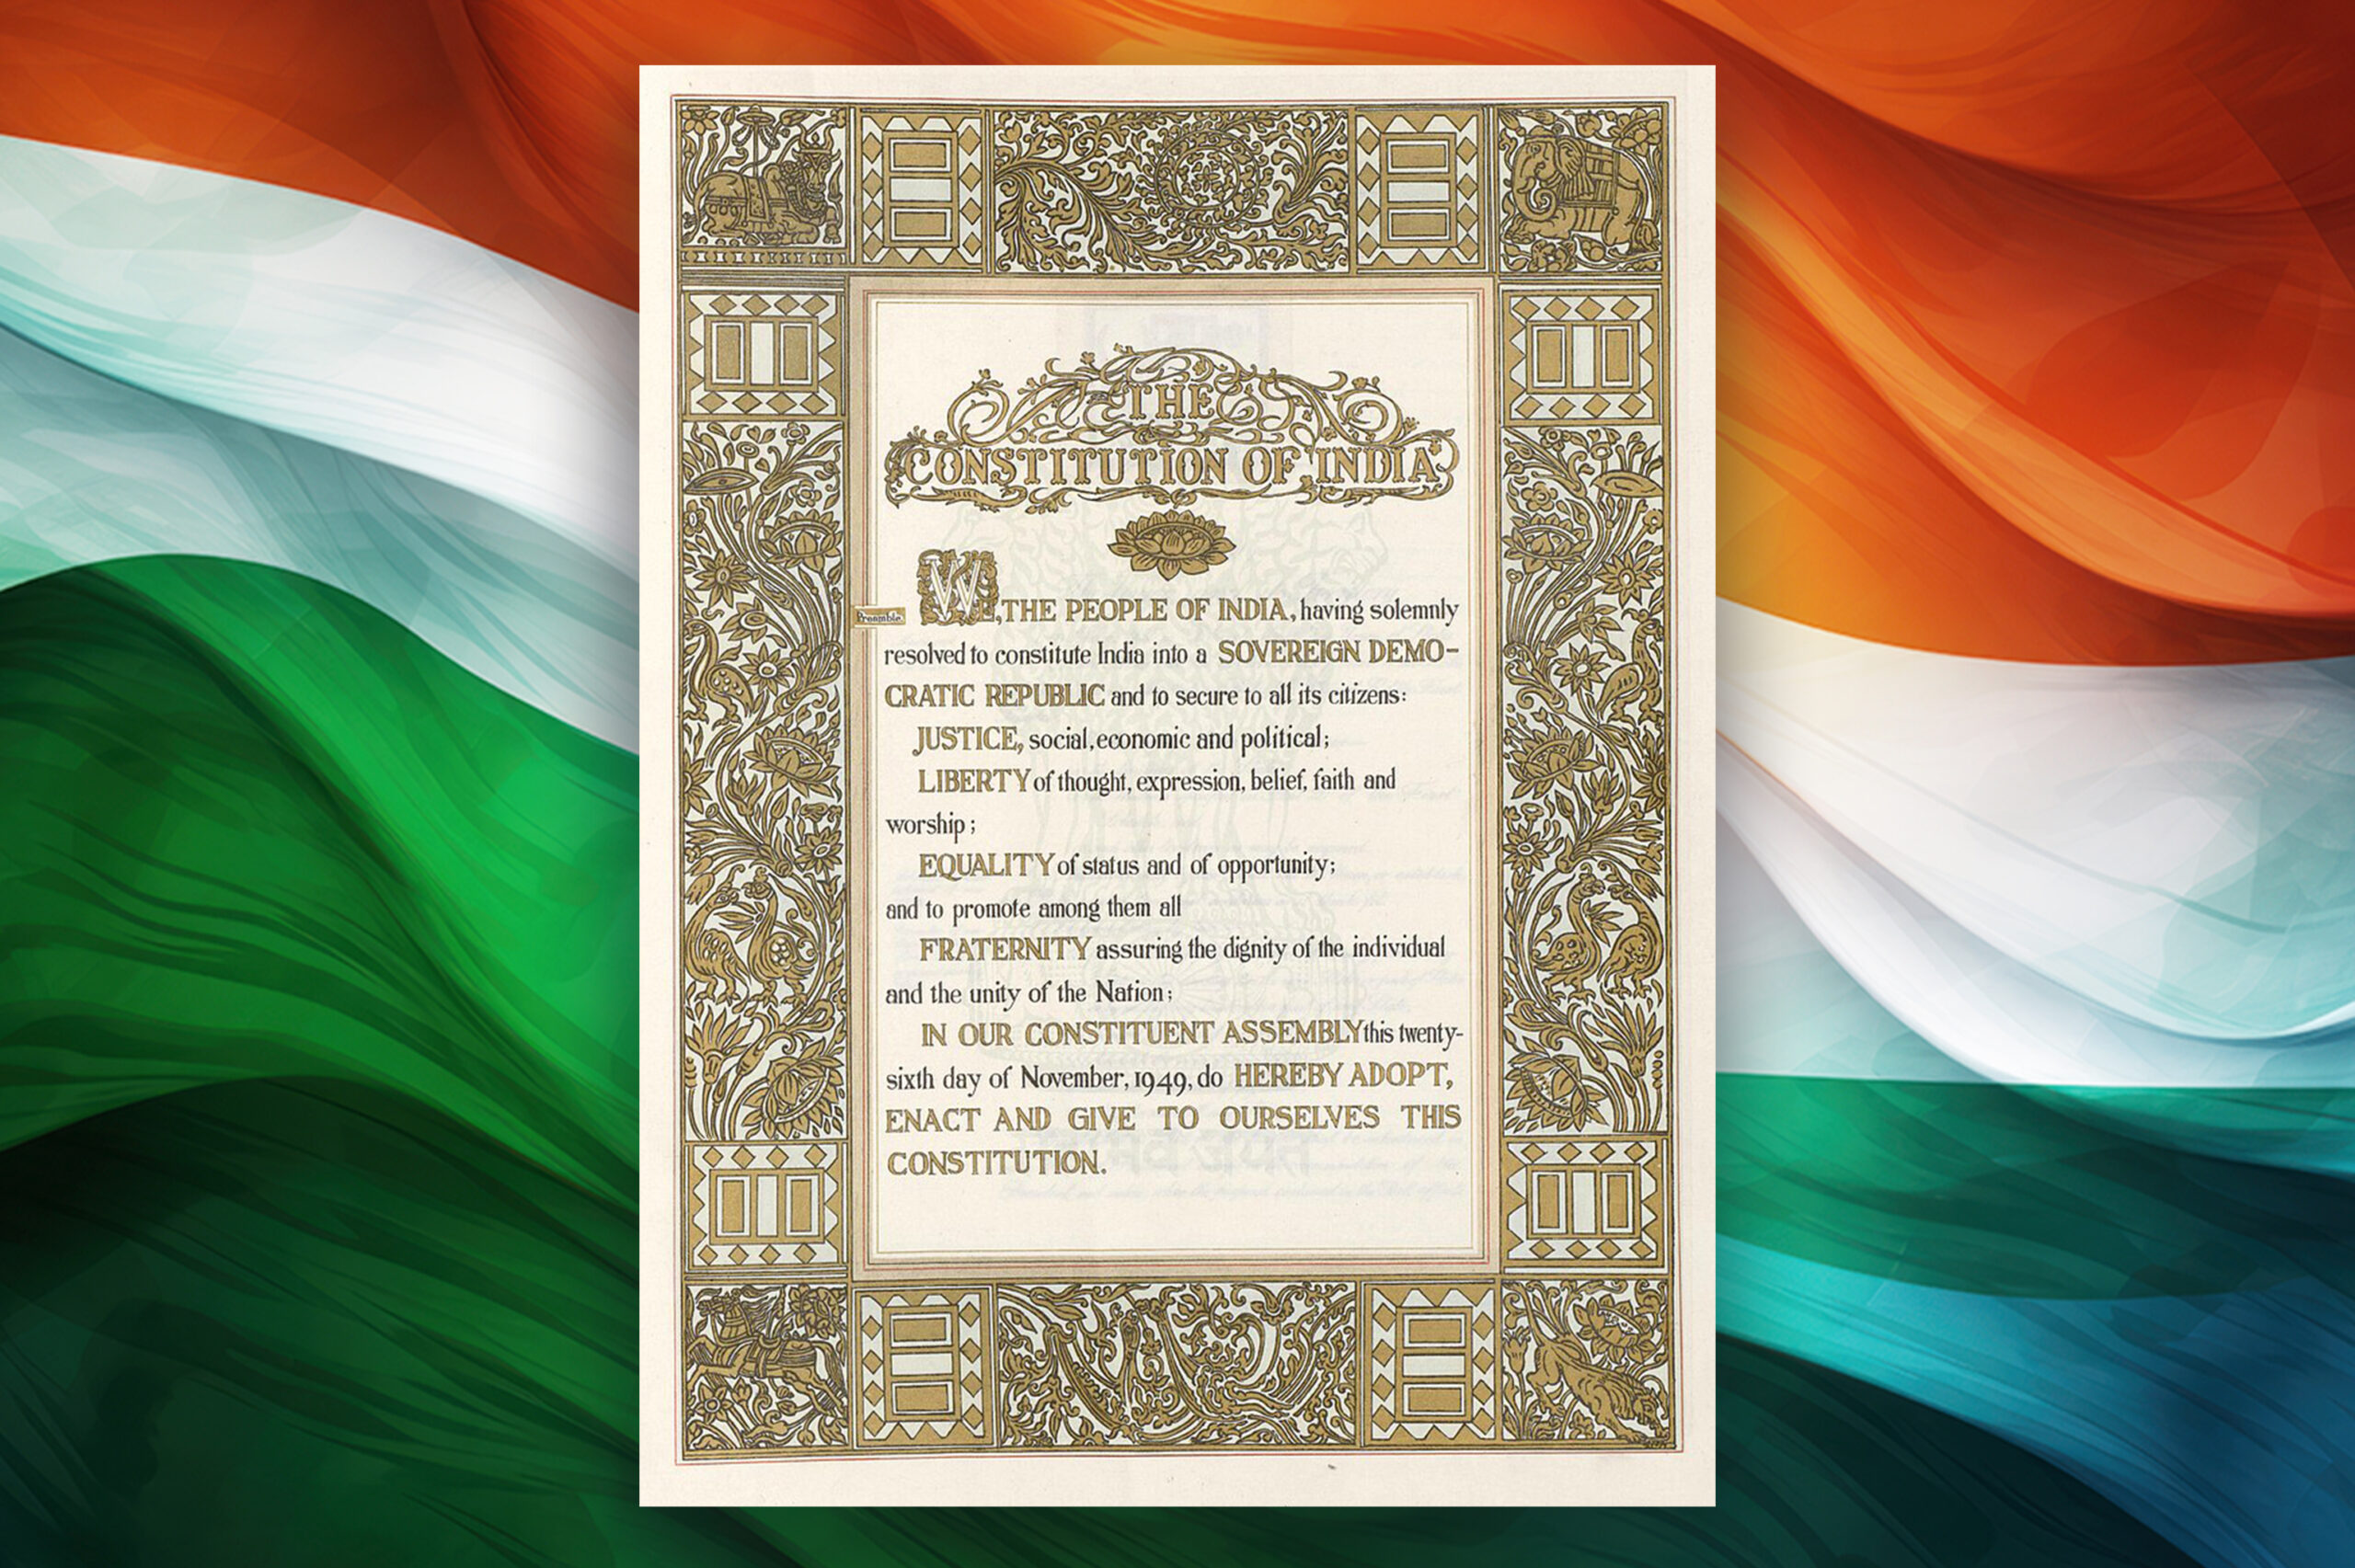 THE
CONSTITUTION OF INDIA
Preamble.
WE, THE PEOPLE OF INDIA, having solemnly
resolved to constitute India into a SOVEREIGN DEMO-
CRATIC REPUBLIC and to secure to all its citizens:
JUSTICE, social, economic and political;
LIBERTY of thought, expression, belief, faith and
worship;
EQUALITY of status and of opportunity;
and to promote among them all
FRATERNITY assuring the dignity of the individual
and the unity of the Nation;
IN OUR CONSTITUENT ASSEMBLY this twenty-
sixth day of November, 1949, do HEREBY ADOPT,
ENACT AND GIVE TO OURSELVES THIS
CONSTITUTION.